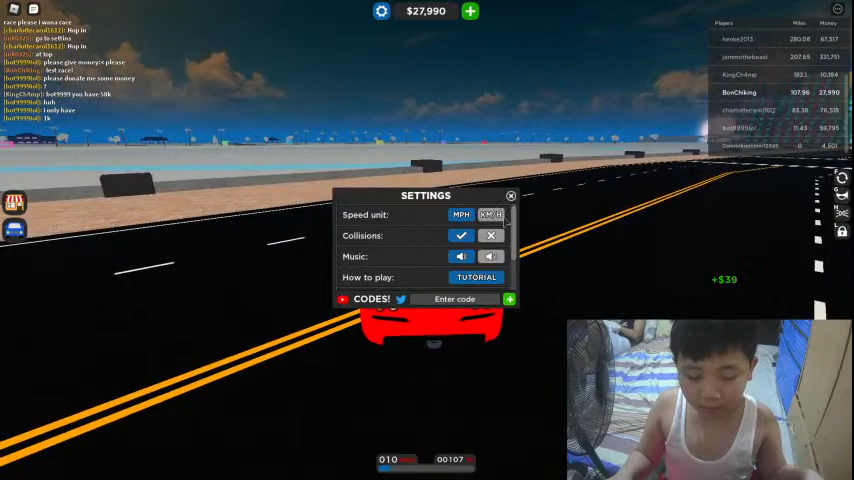 race please i wana race
[charlottecarol1612]: Hop in
go to settins
[charlottecarol1612]: Hop in
at top
[bot9999lol]: please give money:< please
[BonChiking]: lest race!
[bot9999lol]: please donate me some money
[bot9999lol]: ?
[KingCh4mp]: bot9999 you have 58k
[bot9999lol]: huh
[bot9999lol]: i only have
[bot9999lol]: 1k
$27,990
Players Miles Money
henke2013 280.08 67,517
jammothebeast 207.65 331,751
KingCh4mp 182.1 10,194
BonChiking 107.96 27,990
charlottecarol1612 83.38 76,518
bot9999lol 11.43 59,795
0 4,501
SETTINGS
Speed unit: MPH KM/H
Collisions:
Music:
How to play: TUTORIAL
CODES! Enter code
+$39
F
G
H
L
010
00107